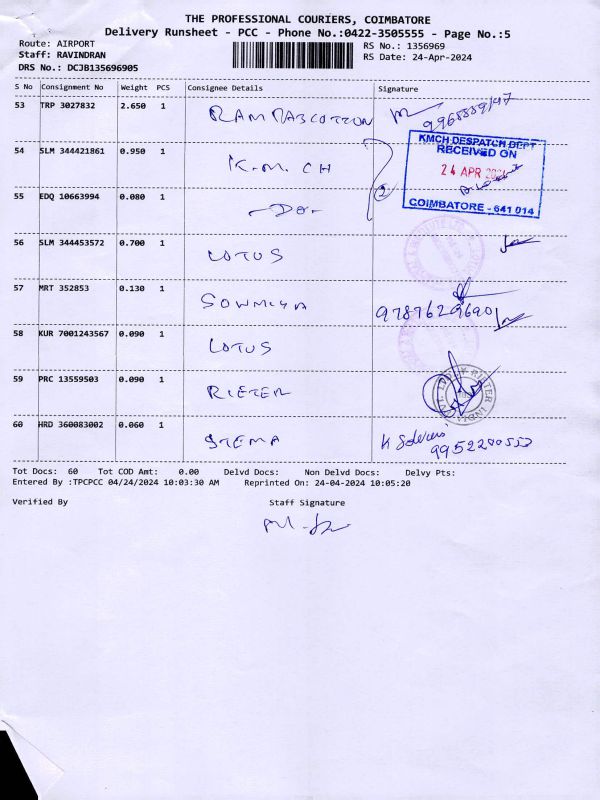 THE PROFESSIONAL COURIERS, COIMBATORE
Delivery Runsheet - PCC - Phone No.:0422-3505555 - Page No.:5
Route: AIRPORT
Staff: RAVINDRAN
DRS No.: DCJB135696905
RS No.: 1356969
RS Date: 24-Apr-2024
S No Consignment No Weight PCS Consignee Details Signature
53 TRP 3027832 2.650 1
54 SLM 344421861 0.950 1 K.M.CH
KMCH DESPATCH DEPT
RECEIVED ON
24 APR
COIMBATORE - 641 014
55 EDQ 10663994 0.080 1 -Do-
2
56 SLM 344453572 0.700 1 LOTUS
57 MRT 352853 0.130 1 SOWMIYA 9787629690
58 KUR 7001243567 0.090 1 LOTUS
59 PRC 13559503 0.090 1 RIETER
60 HRD 360083002 0.060 1 STEMA
9952200553
Tot Docs: 60 Tot COD Amt: 0.00 Delvd Docs: Non Delvd Docs: Delvy Pts:
Entered By :TPCPCC 04/24/2024 10:03:30 AM Reprinted On: 24-04-2024 10:05:20
Verified By Staff Signature